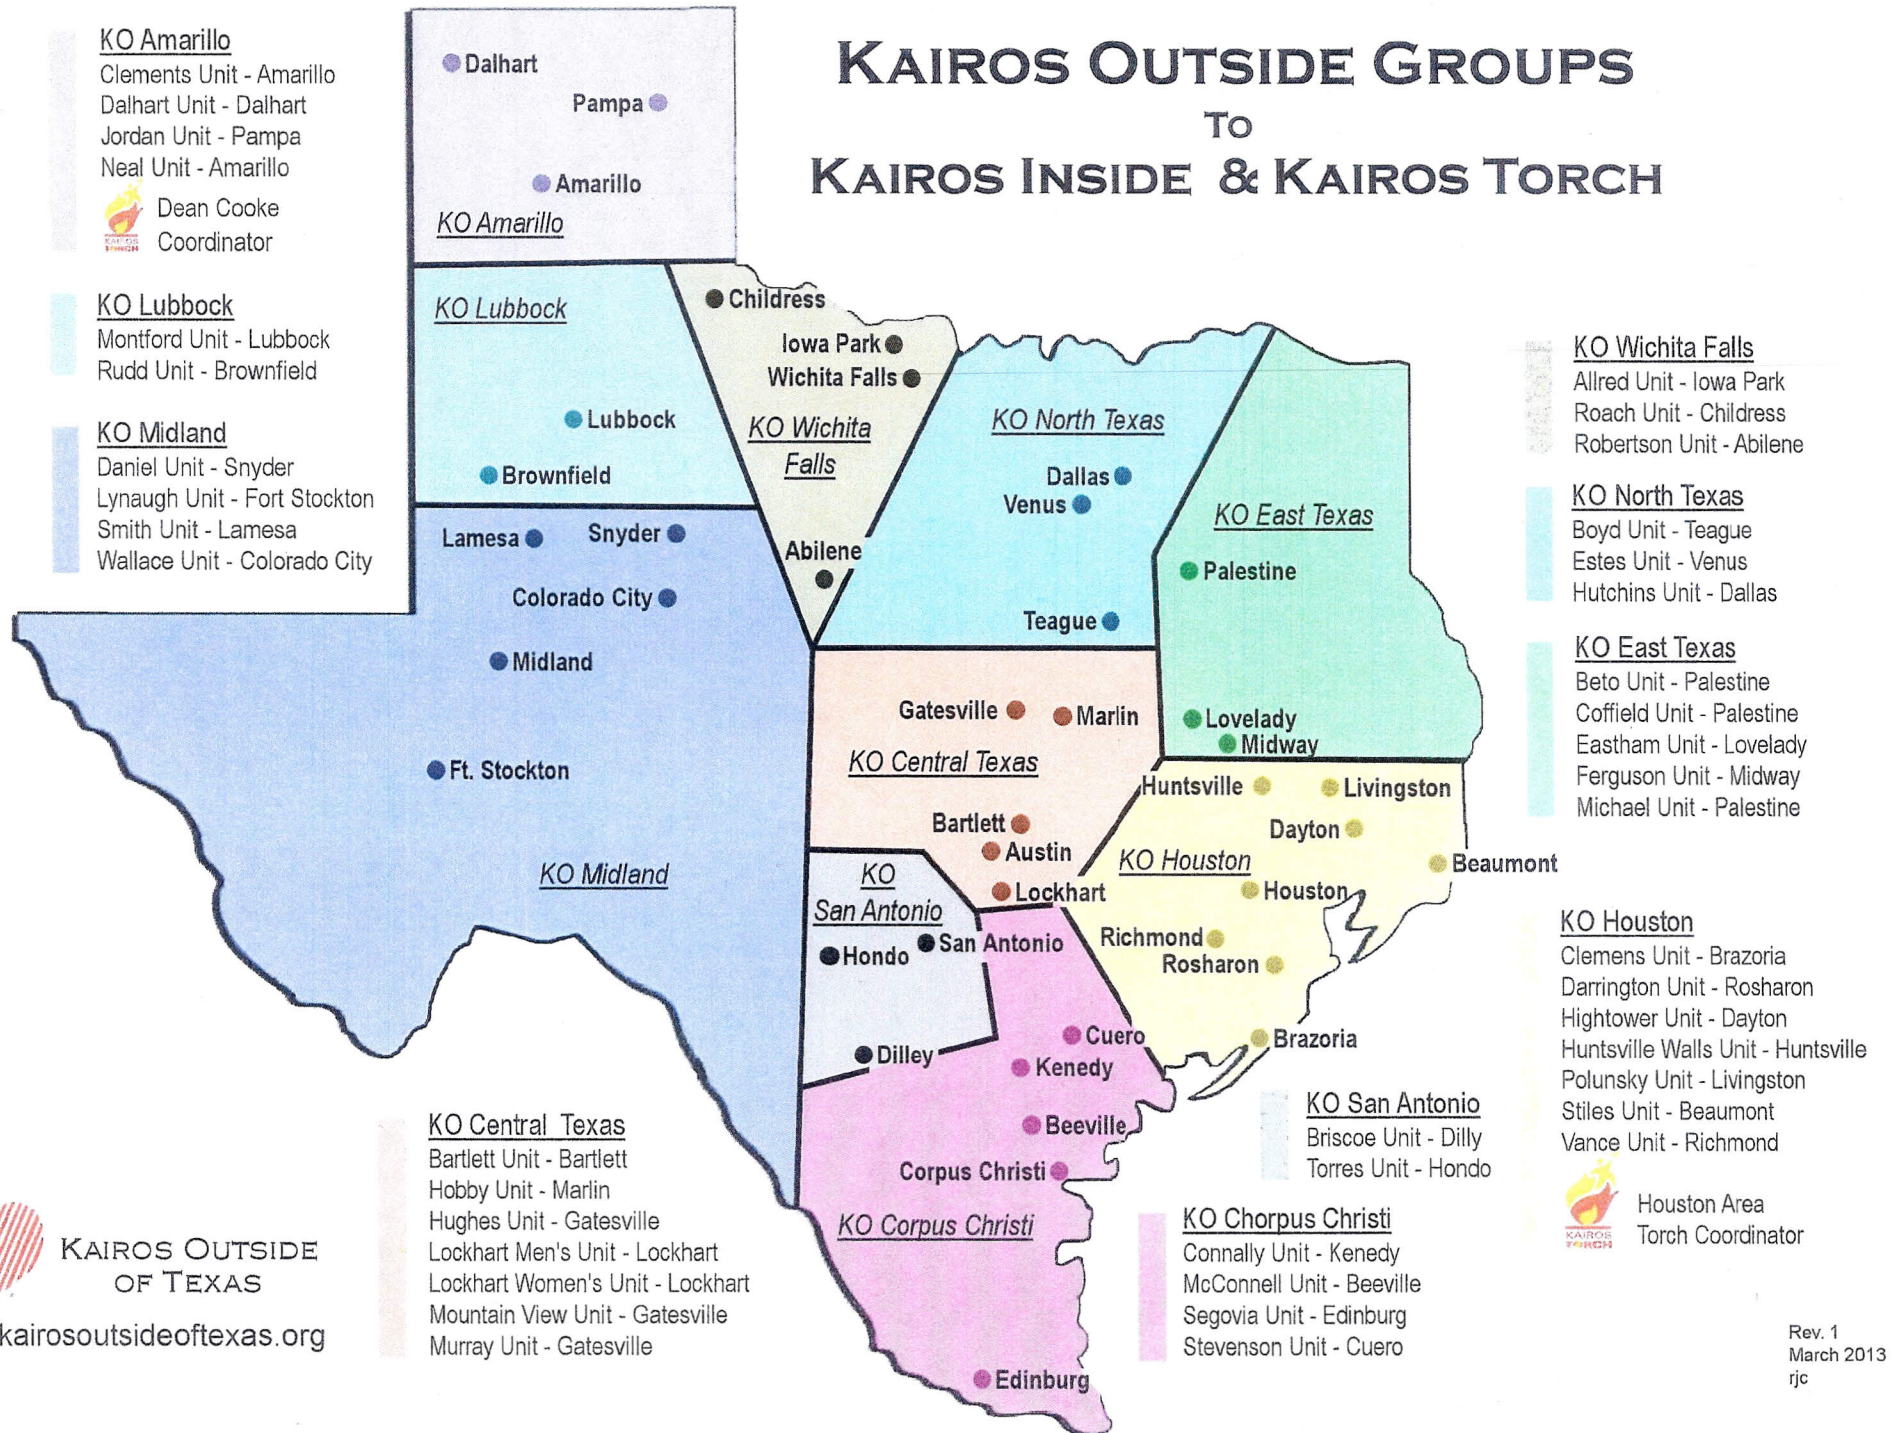 KAIROS OUTSIDE GROUPS
TO
KAIROS INSIDE & KAIROS TORCH
KO Amarillo
Clements Unit - Amarillo
Dalhart Unit - Dalhart
Jordan Unit - Pampa
Neal Unit - Amarillo
KAIROS
TORCH
Dean Cooke
Coordinator
KO Lubbock
Montford Unit - Lubbock
Rudd Unit - Brownfield
KO Midland
Daniel Unit - Snyder
Lynaugh Unit - Fort Stockton
Smith Unit - Lamesa
Wallace Unit - Colorado City
Dalhart
Pampa
Amarillo
KO Amarillo
KO Lubbock
Lubbock
Brownfield
Childress
Iowa Park
Wichita Falls
KO Wichita
Falls
Abilene
KO North Texas
Dallas
Venus
Teague
KO East Texas
Palestine
Lovelady
Midway
Lamesa
Snyder
Colorado City
Midland
Ft. Stockton
KO Midland
Gatesville
Marlin
KO Central Texas
Bartlett
Austin
Lockhart
KO
San Antonio
Hondo
San Antonio
Dilley
Huntsville
Livingston
Dayton
KO Houston
Beaumont
Houston
Richmond
Rosharon
Brazoria
Cuero
Kenedy
Beeville
Corpus Christi
KO Corpus Christi
Edinburg
KO Wichita Falls
Allred Unit - Iowa Park
Roach Unit - Childress
Robertson Unit - Abilene
KO North Texas
Boyd Unit - Teague
Estes Unit - Venus
Hutchins Unit - Dallas
KO East Texas
Beto Unit - Palestine
Coffield Unit - Palestine
Eastham Unit - Lovelady
Ferguson Unit - Midway
Michael Unit - Palestine
KO Houston
Clemens Unit - Brazoria
Darrington Unit - Rosharon
Hightower Unit - Dayton
Huntsville Walls Unit - Huntsville
Polunsky Unit - Livingston
Stiles Unit - Beaumont
Vance Unit - Richmond
KAIROS
TORCH
Houston Area
Torch Coordinator
KO San Antonio
Briscoe Unit - Dilly
Torres Unit - Hondo
KO Chorpus Christi
Connally Unit - Kenedy
McConnell Unit - Beeville
Segovia Unit - Edinburg
Stevenson Unit - Cuero
KO Central Texas
Bartlett Unit - Bartlett
Hobby Unit - Marlin
Hughes Unit - Gatesville
Lockhart Men's Unit - Lockhart
Lockhart Women's Unit - Lockhart
Mountain View Unit - Gatesville
Murray Unit - Gatesville
KAIROS OUTSIDE
OF TEXAS
kairosoutsideoftexas.org
Rev. 1
March 2013
rjc